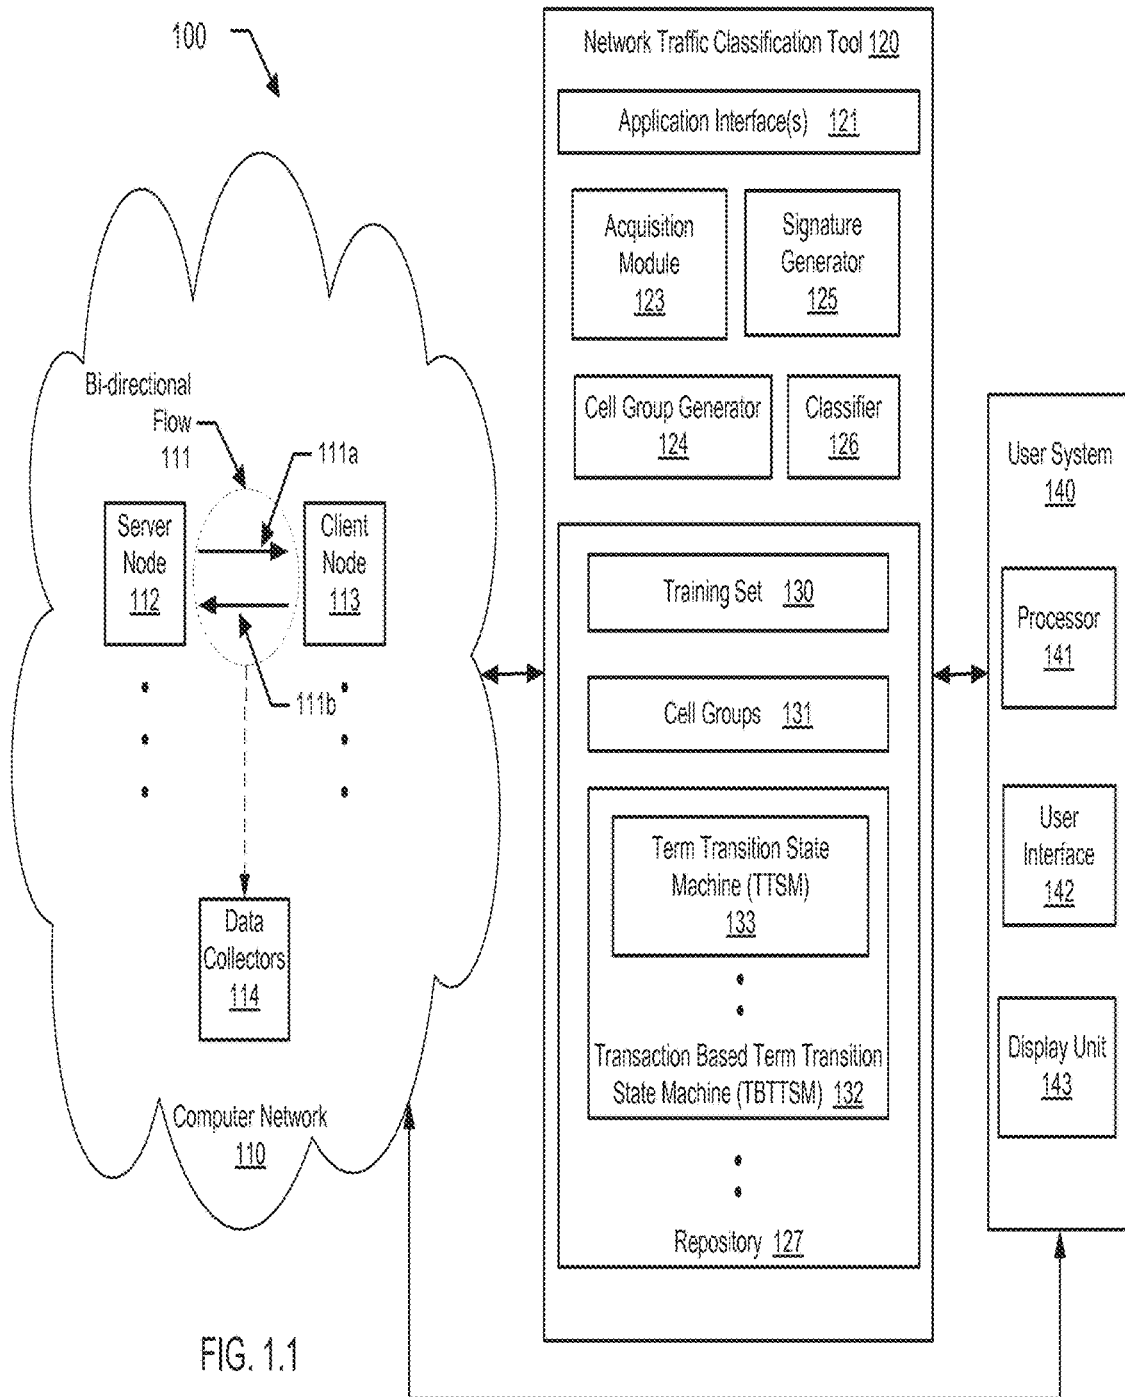 100
Network Traffic Classification Tool 120
Application Interface(s) 121
Acquisition
Module
123
Signature
Generator
125
Cell Group Generator
124
Classifier
126
Bi-directional
Flow
111
111a
Server
Node
112
Client
Node
113
111b
Data
Collectors
114
Computer Network
110
Training Set 130
Cell Groups 131
Term Transition State
Machine (TTSM)
133
Transaction Based Term Transition
State Machine (TBTTSM) 132
Repository 127
User System
140
Processor
141
User
Interface
142
Display Unit
143
FIG. 1.1